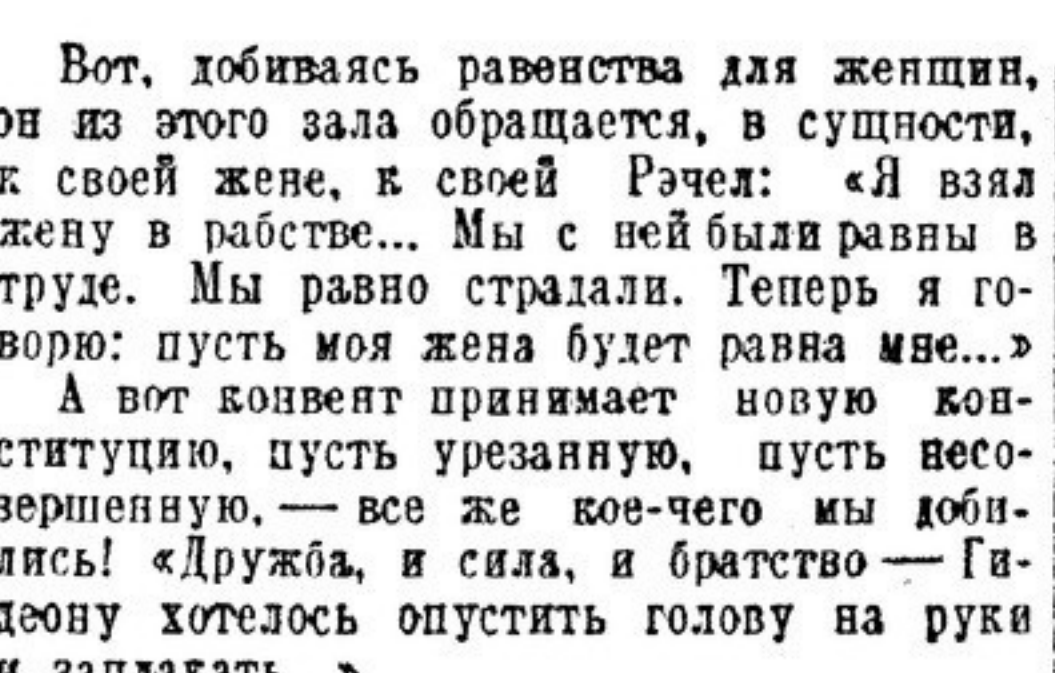 Вот, добиваясь равенства для женщин,
он из этого зала обращается, в сущности,
к своей жене, к своей Рэчел: «Я взял
жену в рабстве... Мы с ней были равны в
труде. Мы равно страдали. Теперь я го-
ворю: пусть моя жена будет равна мне...»
А вот конвент принимает новую кон-
ституцию, пусть урезанную, пусть несо-
вершенную, — все же кое-чего мы доби-
лись! «Дружба, и сила, и братство — Ги-
деону хотелось опустить голову на руки
и заплакать...»